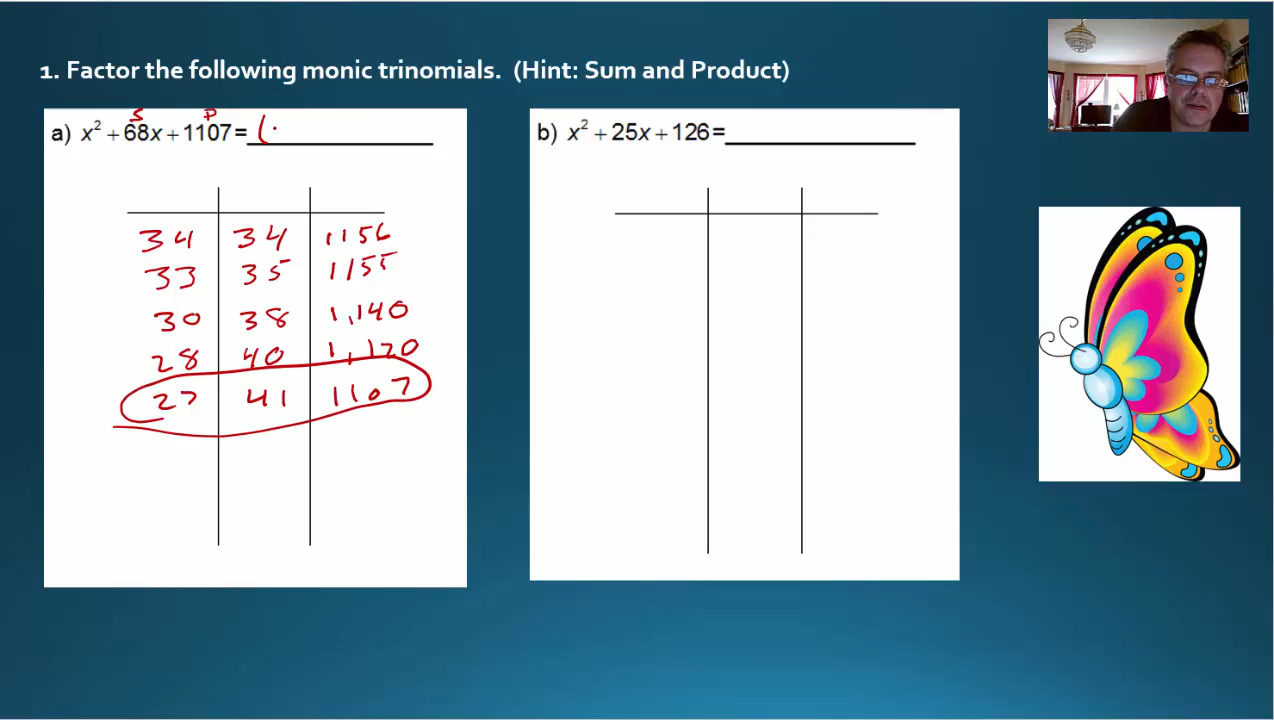 1. Factor the following monic trinomials. (Hint: Sum and Product)
S P
a) x² + 68x + 1107 = (
34 34 1156
33 35 1155
30 38 1,140
28 40 1,120
27 41 1107
b) x² + 25x + 126 =